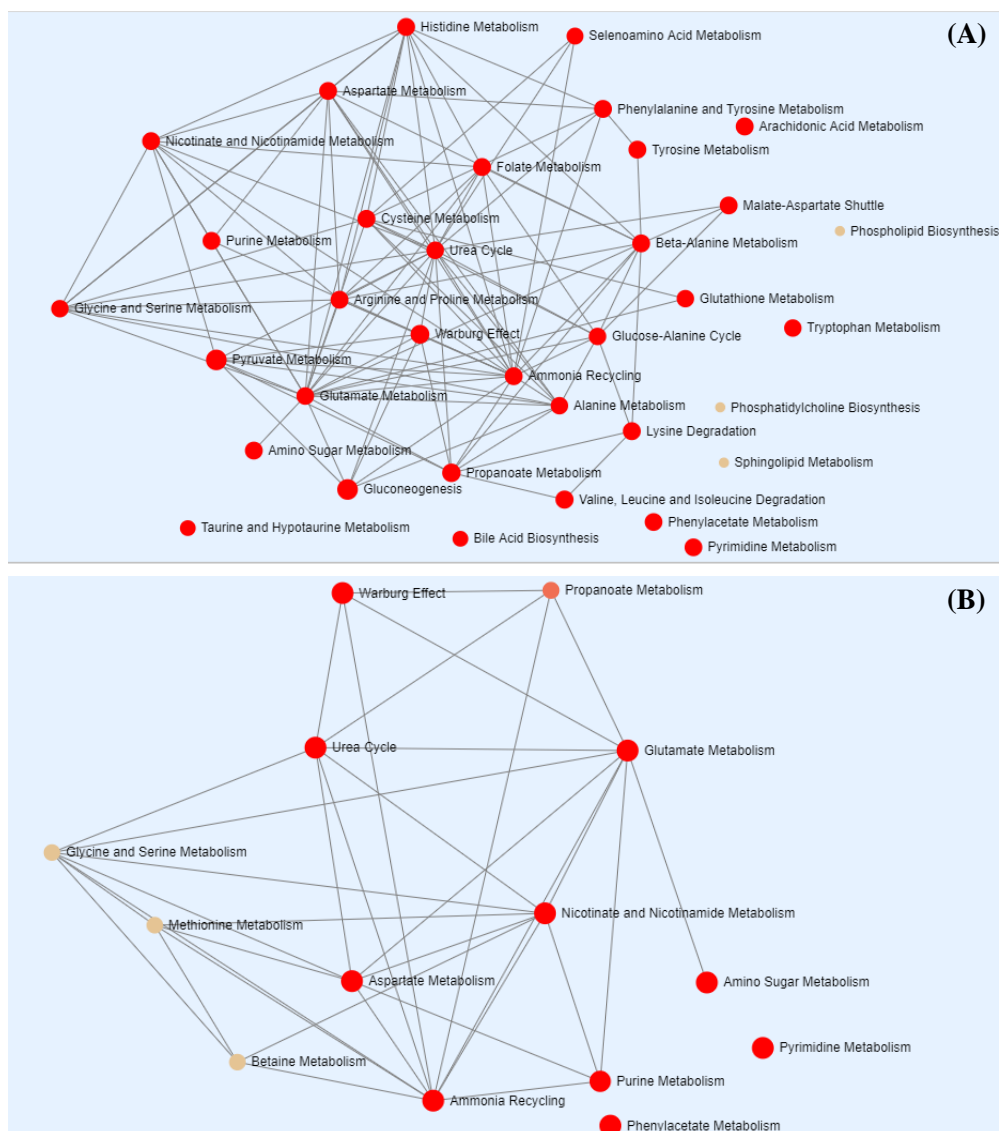 Histidine Metabolism
(A)
Selenoamino Acid Metabolism
Aspartate Metabolism
Phenylalanine and Tyrosine Metabolism
Arachidonic Acid Metabolism
Nicotinate and Nicotinamide Metabolism
Tyrosine Metabolism
Folate Metabolism
Malate-Aspartate Shuttle
Cysteine Metabolism
Phospholipid Biosynthesis
Purine Metabolism
Beta-Alanine Metabolism
Urea Cycle
Glutathione Metabolism
Arginine and Proline Metabolism
Glycine and Serine Metabolism
Tryptophan Metabolism
Warburg Effect
Glucose-Alanine Cycle
Pyruvate Metabolism
Ammonia Recycling
Glutamate Metabolism
Alanine Metabolism
Phosphatidylcholine Biosynthesis
Lysine Degradation
Amino Sugar Metabolism
Sphingolipid Metabolism
Propanoate Metabolism
Gluconeogenesis
Valine, Leucine and Isoleucine Degradation
Phenylacetate Metabolism
Taurine and Hypotaurine Metabolism
Bile Acid Biosynthesis
Pyrimidine Metabolism
Warburg Effect
Propanoate Metabolism
(B)
Urea Cycle
Glutamate Metabolism
Glycine and Serine Metabolism
Nicotinate and Nicotinamide Metabolism
Methionine Metabolism
Aspartate Metabolism
Amino Sugar Metabolism
Pyrimidine Metabolism
Betaine Metabolism
Purine Metabolism
Ammonia Recycling
Phenylacetate Metabolism